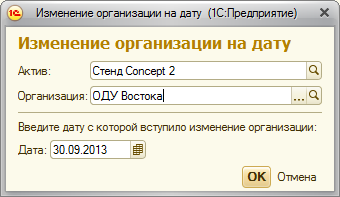 Изменение организации на дату (1С:Предприятие)
Изменение организации на дату
Актив: Стенд Concept 2
Организация: ОДУ Востока ...
Введите дату с которой вступило изменение организации:
Дата: 30.09.2013
OK Отмена